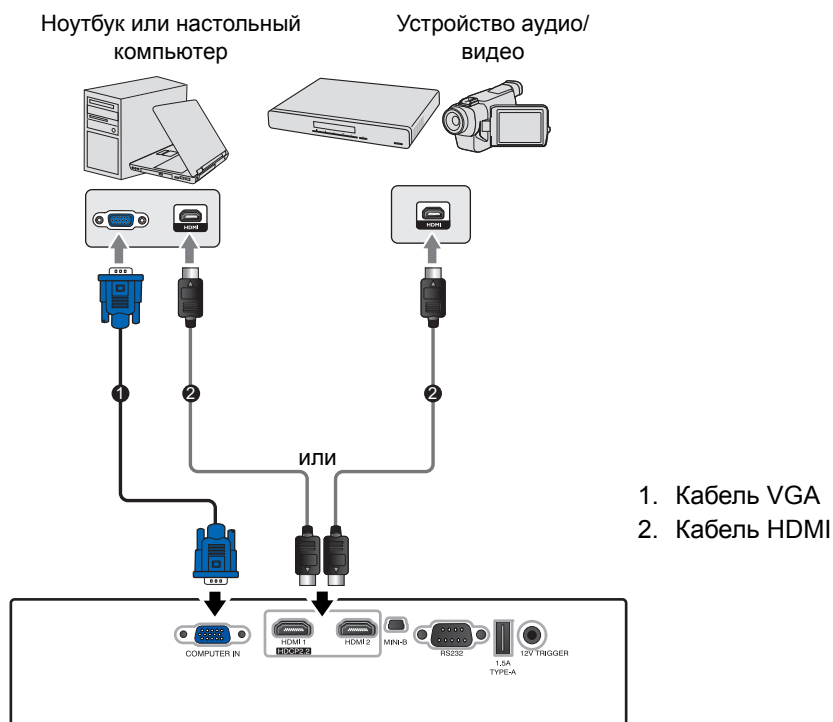 Ноутбук или настольный
компьютер
Устройство аудио/
видео
HDMI
HDMI
1
2
2
или
1. Кабель VGA
2. Кабель HDMI
COMPUTER IN
HDMI 1
HDCP2.2
HDMI 2
MINI-B
RS232
1.5A
TYPE-A
12V TRIGGER